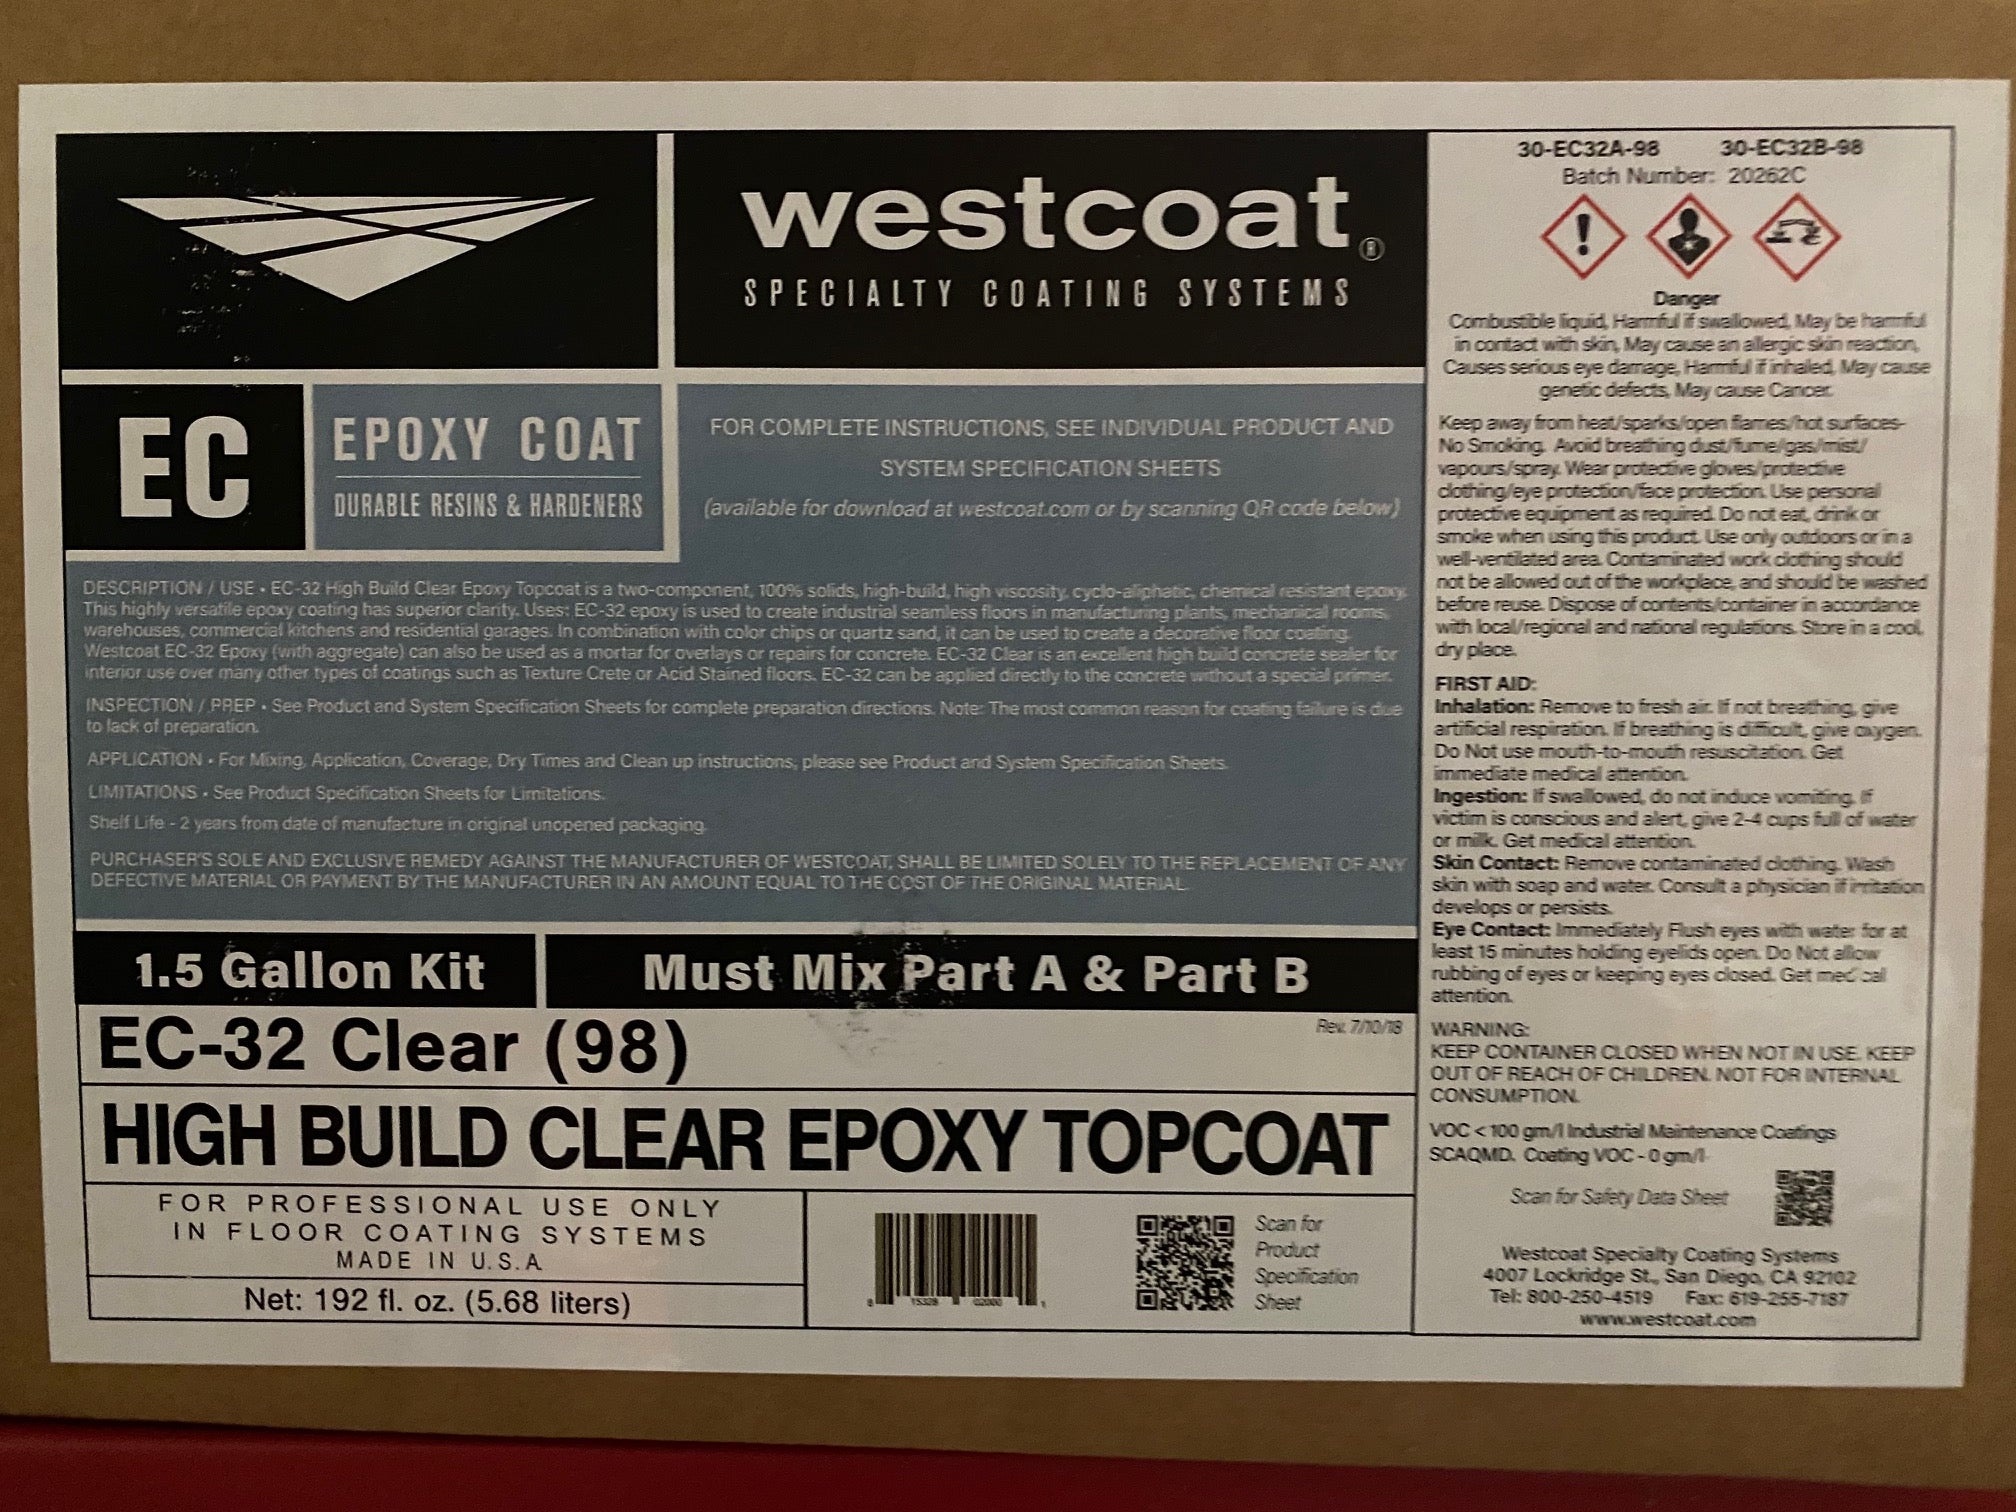 westcoat®
SPECIALTY COATING SYSTEMS
EC
EPOXY COAT
DURABLE RESINS & HARDENERS
FOR COMPLETE INSTRUCTIONS, SEE INDIVIDUAL PRODUCT AND
SYSTEM SPECIFICATION SHEETS
(available for download at westcoat.com or by scanning QR code below)
DESCRIPTION / USE • EC-32 High Build Clear Epoxy Topcoat is a two-component, 100% solids, high-build, high viscosity, cyclo-aliphatic, chemical resistant epoxy.
This highly versatile epoxy coating has superior clarity. Uses: EC-32 epoxy is used to create industrial seamless floors in manufacturing plants, mechanical rooms,
warehouses, commercial kitchens and residential garages. In combination with color chips or quartz sand, it can be used to create a decorative floor coating.
Westcoat EC-32 Epoxy (with aggregate) can also be used as a mortar for overlays or repairs for concrete. EC-32 Clear is an excellent high build concrete sealer for
interior use over many other types of coatings such as Texture Crete or Acid Stained floors. EC-32 can be applied directly to the concrete without a special primer.
INSPECTION / PREP • See Product and System Specification Sheets for complete preparation directions. Note: The most common reason for coating failure is due
to lack of preparation.
APPLICATION • For Mixing, Application, Coverage, Dry Times and Clean up instructions, please see Product and System Specification Sheets.
LIMITATIONS • See Product Specification Sheets for Limitations.
Shelf Life - 2 years from date of manufacture in original unopened packaging.
PURCHASER'S SOLE AND EXCLUSIVE REMEDY AGAINST THE MANUFACTURER OF WESTCOAT, SHALL BE LIMITED SOLELY TO THE REPLACEMENT OF ANY
DEFECTIVE MATERIAL OR PAYMENT BY THE MANUFACTURER IN AN AMOUNT EQUAL TO THE COST OF THE ORIGINAL MATERIAL.
1.5 Gallon Kit
Must Mix Part A & Part B
EC-32 Clear (98)
Rev. 7/10/18
HIGH BUILD CLEAR EPOXY TOPCOAT
FOR PROFESSIONAL USE ONLY
IN FLOOR COATING SYSTEMS
MADE IN U.S.A
Net: 192 fl. oz. (5.68 liters)
8 15328 02000 1
Scan for
Product
Specification
Sheet
30-EC32A-98 30-EC32B-98
Batch Number: 20262C
Danger
Combustible liquid, Harmful if swallowed, May be harmful
in contact with skin, May cause an allergic skin reaction,
Causes serious eye damage, Harmful if inhaled, May cause
genetic defects, May cause Cancer.
Keep away from heat/sparks/open flames/hot surfaces-
No Smoking. Avoid breathing dust/fume/gas/mist/
vapours/spray. Wear protective gloves/protective
clothing/eye protection/face protection. Use personal
protective equipment as required. Do not eat, drink or
smoke when using this product. Use only outdoors or in a
well-ventilated area. Contaminated work clothing should
not be allowed out of the workplace, and should be washed
before reuse. Dispose of contents/container in accordance
with local/regional and national regulations. Store in a cool,
dry place.
FIRST AID:
Inhalation: Remove to fresh air. If not breathing, give
artificial respiration. If breathing is difficult, give oxygen.
Do Not use mouth-to-mouth resuscitation. Get
immediate medical attention.
Ingestion: If swallowed, do not induce vomiting. If
victim is conscious and alert, give 2-4 cups full of water
or milk. Get medical attention.
Skin Contact: Remove contaminated clothing. Wash
skin with soap and water. Consult a physician if irritation
develops or persists.
Eye Contact: Immediately Flush eyes with water for at
least 15 minutes holding eyelids open. Do Not allow
rubbing of eyes or keeping eyes closed. Get medical
attention.
WARNING:
KEEP CONTAINER CLOSED WHEN NOT IN USE. KEEP
OUT OF REACH OF CHILDREN. NOT FOR INTERNAL
CONSUMPTION.
VOC < 100 gm/l Industrial Maintenance Coatings
SCAQMD. Coating VOC - 0 gm/l
Scan for Safety Data Sheet
Westcoat Specialty Coating Systems
4007 Lockridge St., San Diego, CA 92102
Tel: 800-250-4519 Fax: 619-255-7187
www.westcoat.com